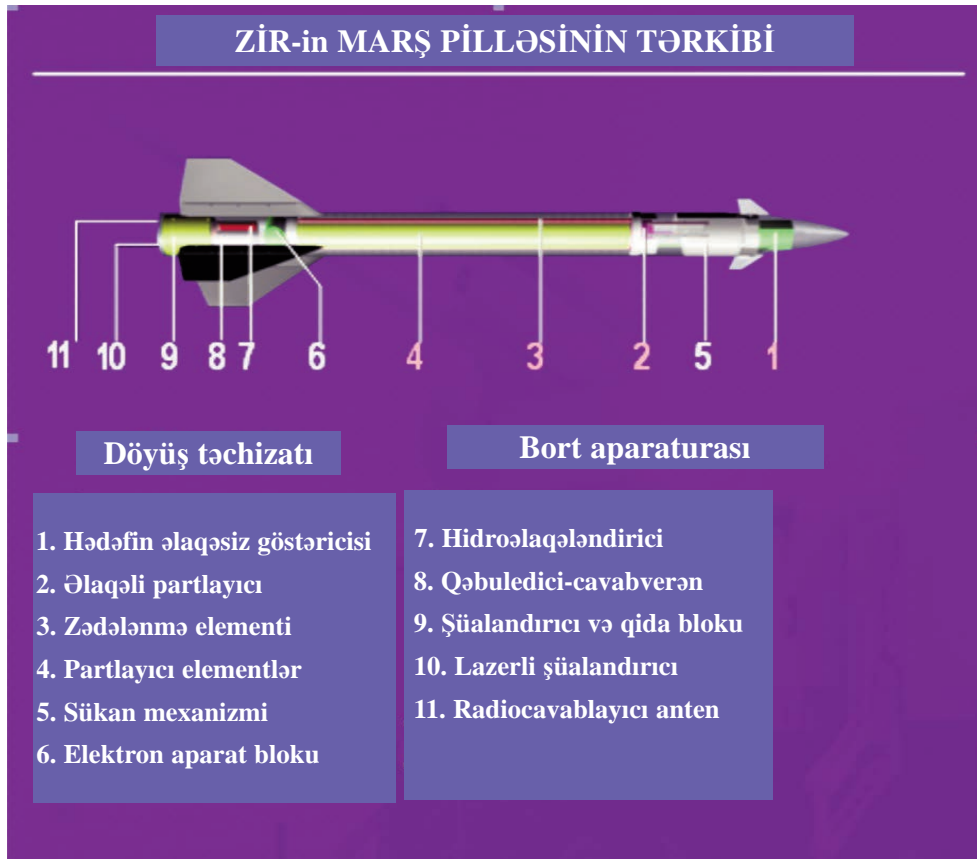 ZİR-in MARŞ PİLLƏSİNİN TƏRKİBİ
11 10 9 8 7 6 4 3 2 5 1
Döyüş təchizatı
1. Hədəfin əlaqəsiz göstəricisi
2. Əlaqəli partlayıcı
3. Zədələnmə elementi
4. Partlayıcı elementlər
5. Sükan mexanizmi
6. Elektron aparat bloku
Bort aparaturası
7. Hidroəlaqələndirici
8. Qəbuledici-cavabverən
9. Şüalandırıcı və qida bloku
10. Lazerli şüalandırıcı
11. Radiocavablayıcı anten